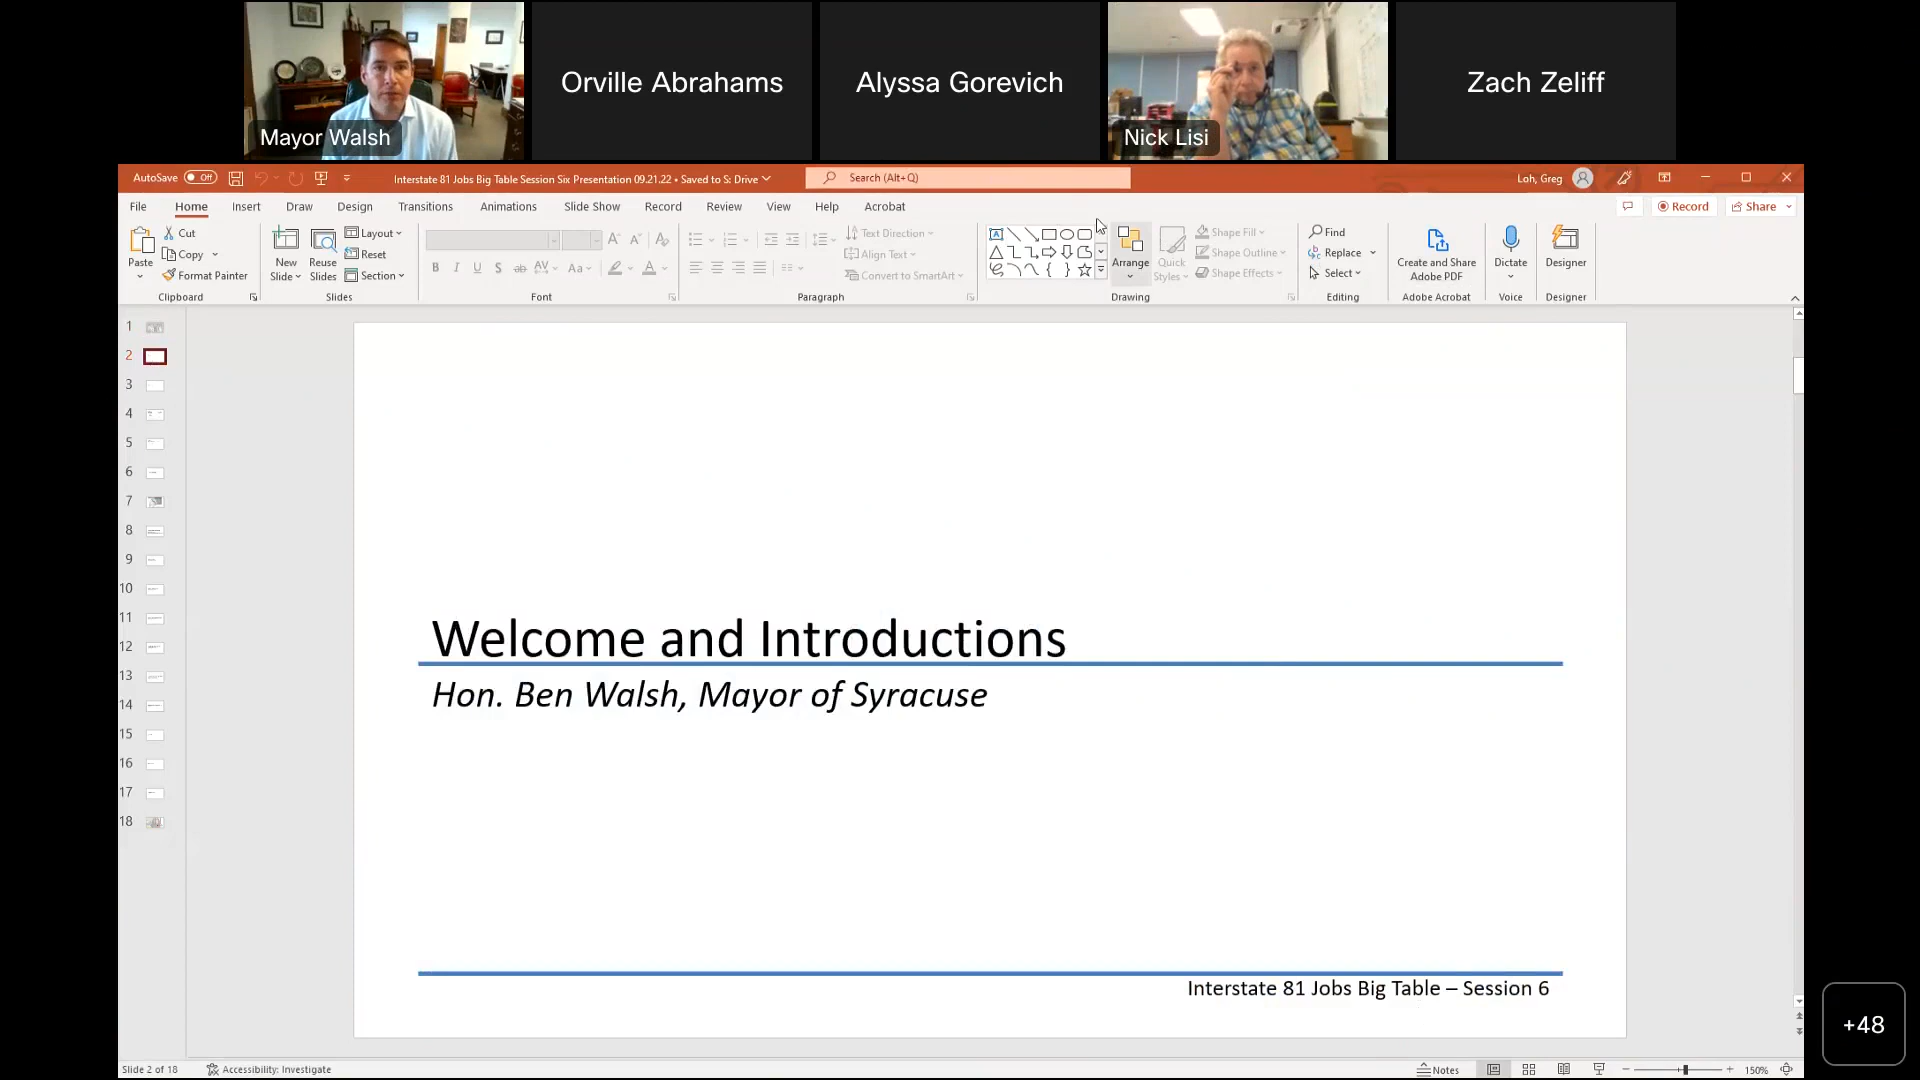 Mayor Walsh
Orville Abrahams
Alyssa Gorevich
Nick Lisi
Zach Zeliff
AutoSave Off
Interstate 81 Jobs Big Table Session Six Presentation 09.21.22 • Saved to S: Drive
Search (Alt+Q)
Loh, Greg
File Home Insert Draw Design Transitions Animations Slide Show Record Review View Help Acrobat
Record Share
Paste
Cut
Copy
Format Painter
Clipboard
New Slide
Reuse Slides
Layout
Reset
Section
Slides
Font
Text Direction
Align Text
Convert to SmartArt
Paragraph
Arrange
Quick Styles
Shape Fill
Shape Outline
Shape Effects
Drawing
Find
Replace
Select
Editing
Create and Share Adobe PDF
Adobe Acrobat
Dictate
Voice
Designer
Designer
1
2
3
4
5
6
7
8
9
10
11
12
13
14
15
16
17
18
Welcome and Introductions
Hon. Ben Walsh, Mayor of Syracuse
Interstate 81 Jobs Big Table – Session 6
+48
Slide 2 of 18
Accessibility: Investigate
Notes
150%